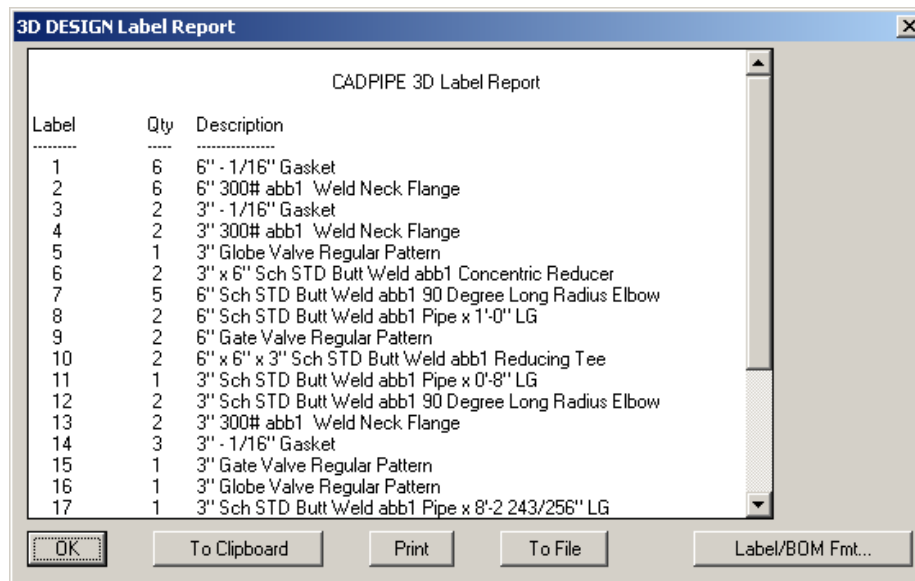 3D DESIGN Label Report
CADPIPE 3D Label Report
Label Qty Description
--------- ----- ---------------
1 6 6" - 1/16" Gasket
2 6 6" 300# abb1  Weld Neck Flange
3 2 3" - 1/16" Gasket
4 2 3" 300# abb1  Weld Neck Flange
5 1 3" Globe Valve Regular Pattern
6 2 3" x 6" Sch STD Butt Weld abb1 Concentric Reducer
7 5 6" Sch STD Butt Weld abb1 90 Degree Long Radius Elbow
8 2 6" Sch STD Butt Weld abb1 Pipe x 1'-0" LG
9 2 6" Gate Valve Regular Pattern
10 2 6" x 6" x 3" Sch STD Butt Weld abb1 Reducing Tee
11 1 3" Sch STD Butt Weld abb1 Pipe x 0'-8" LG
12 2 3" Sch STD Butt Weld abb1 90 Degree Long Radius Elbow
13 2 3" 300# abb1  Weld Neck Flange
14 3 3" - 1/16" Gasket
15 1 3" Gate Valve Regular Pattern
16 1 3" Globe Valve Regular Pattern
17 1 3" Sch STD Butt Weld abb1 Pipe x 8'-2 243/256" LG
OK To Clipboard Print To File Label/BOM Fmt...